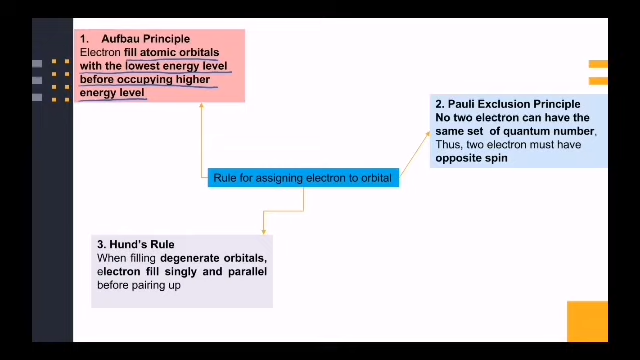 1. Aufbau Principle
Electron fill atomic orbitals
with the lowest energy level
before occupying higher
energy level
2. Pauli Exclusion Principle
No two electron can have the
same set of quantum number.
Thus, two electron must have
opposite spin
Rule for assigning electron to orbital
3. Hund's Rule
When filling degenerate orbitals,
electron fill singly and parallel
before pairing up